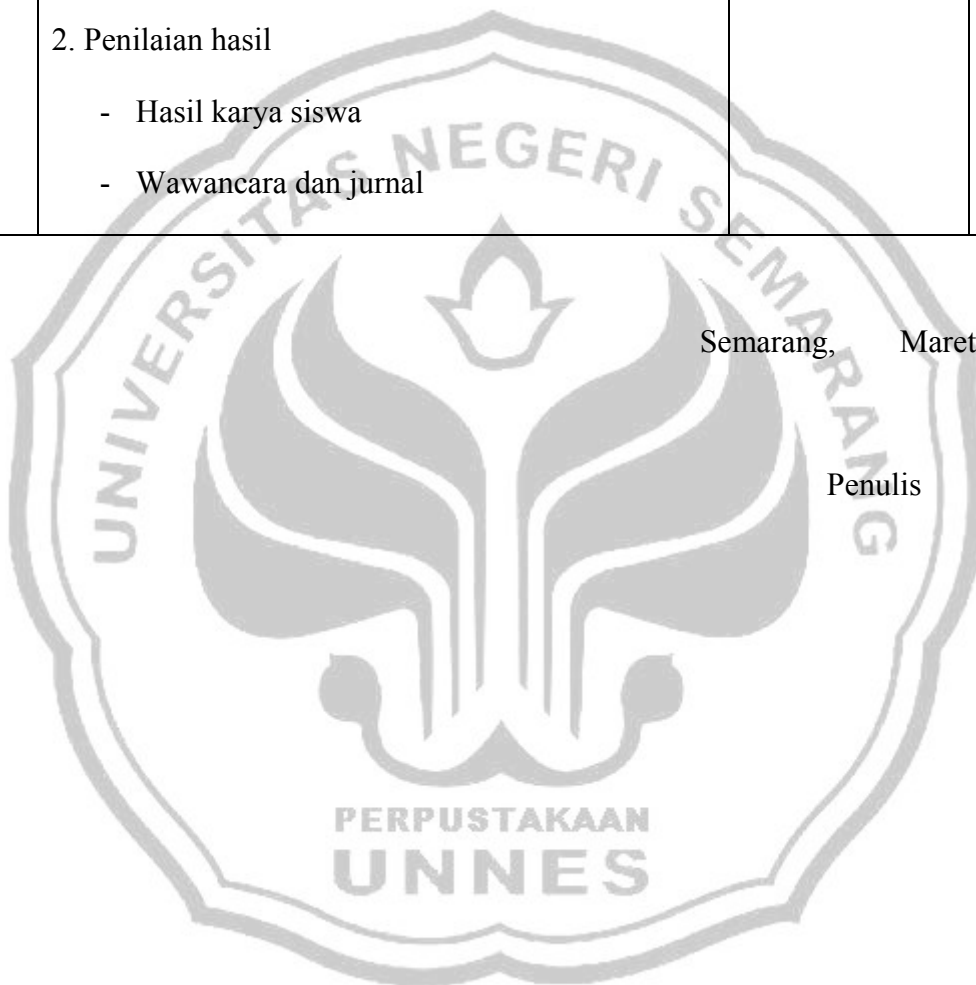 2. Penilaian hasil
- Hasil karya siswa
- Wawancara dan jurnal
UNIVERSITAS NEGERI SEMARANG
Semarang, Maret
Penulis
PERPUSTAKAAN
UNNES